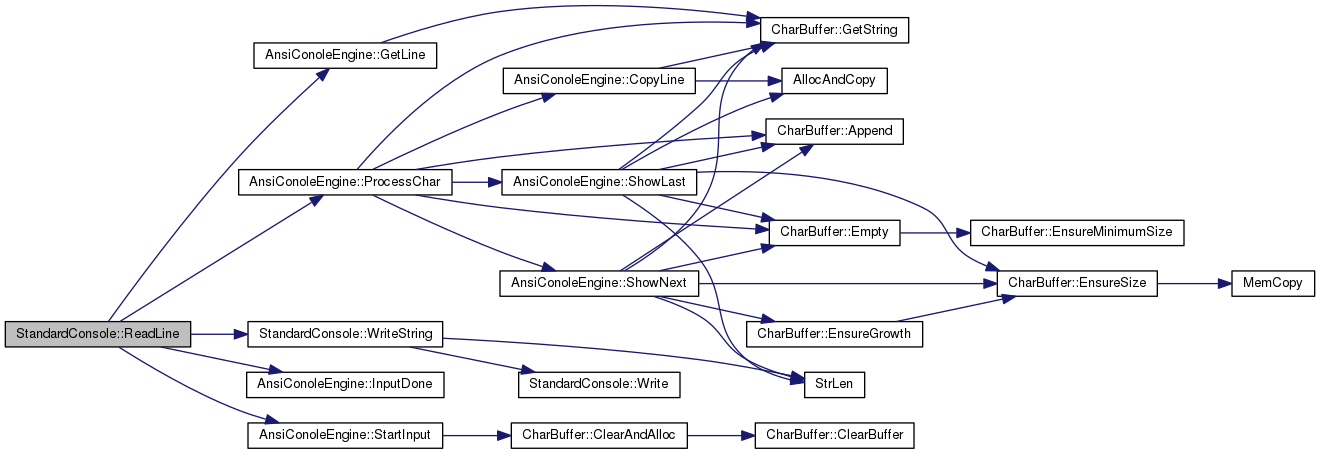 CharBuffer::GetString
AnsiConoleEngine::GetLine
AnsiConoleEngine::CopyLine
AllocAndCopy
CharBuffer::Append
AnsiConoleEngine::ProcessChar
AnsiConoleEngine::ShowLast
CharBuffer::Empty
CharBuffer::EnsureMinimumSize
AnsiConoleEngine::ShowNext
CharBuffer::EnsureSize
MemCopy
StandardConsole::ReadLine
StandardConsole::WriteString
CharBuffer::EnsureGrowth
AnsiConoleEngine::InputDone
StandardConsole::Write
StrLen
AnsiConoleEngine::StartInput
CharBuffer::ClearAndAlloc
CharBuffer::ClearBuffer